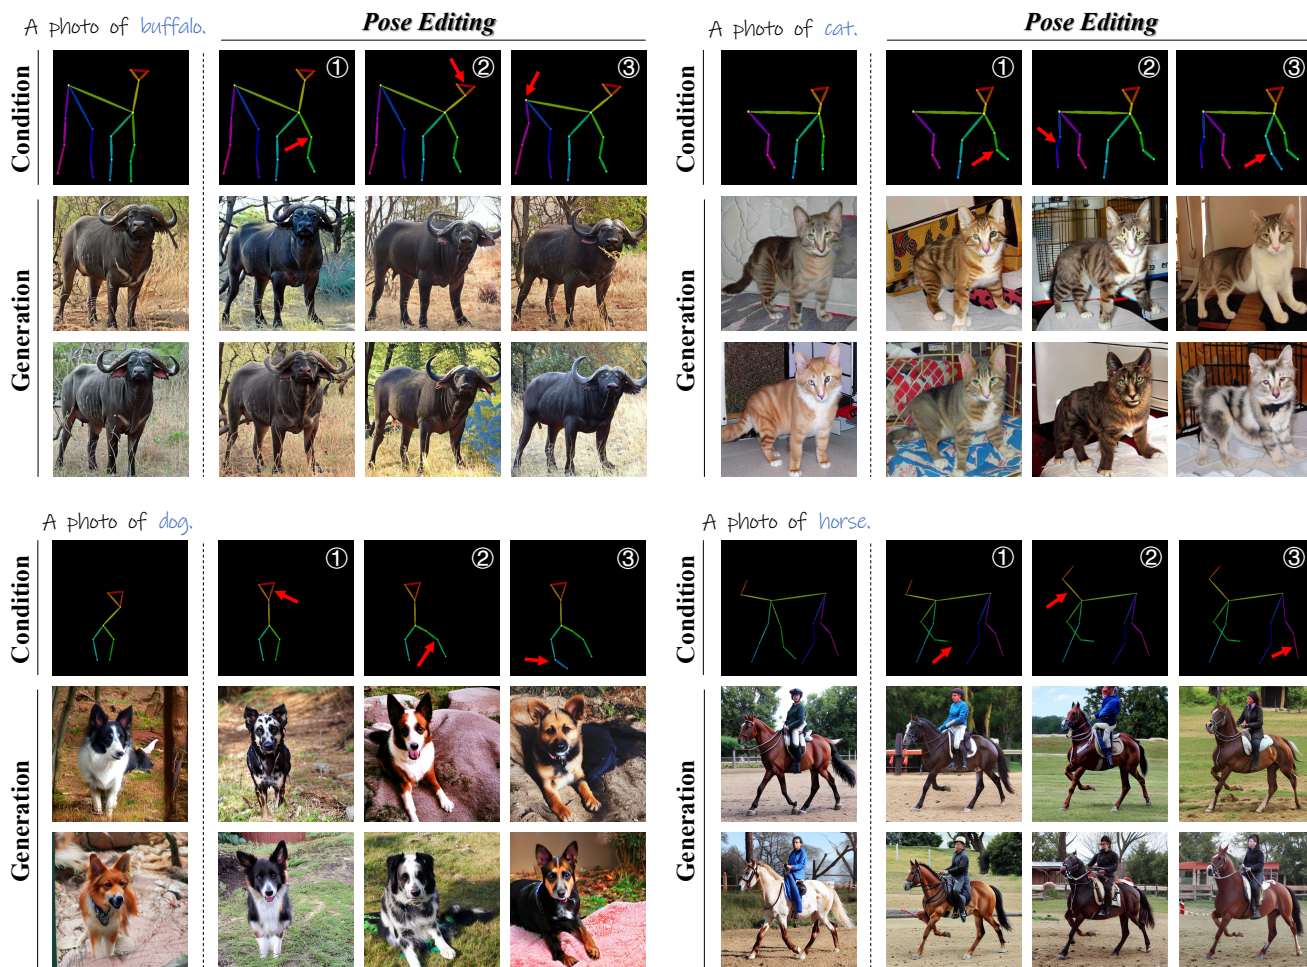 A photo of buffalo.
Pose Editing
Condition
① ② ③
Generation
A photo of cat.
Pose Editing
Condition
① ② ③
Generation
A photo of dog.
Condition
① ② ③
Generation
A photo of horse.
Condition
① ② ③
Generation